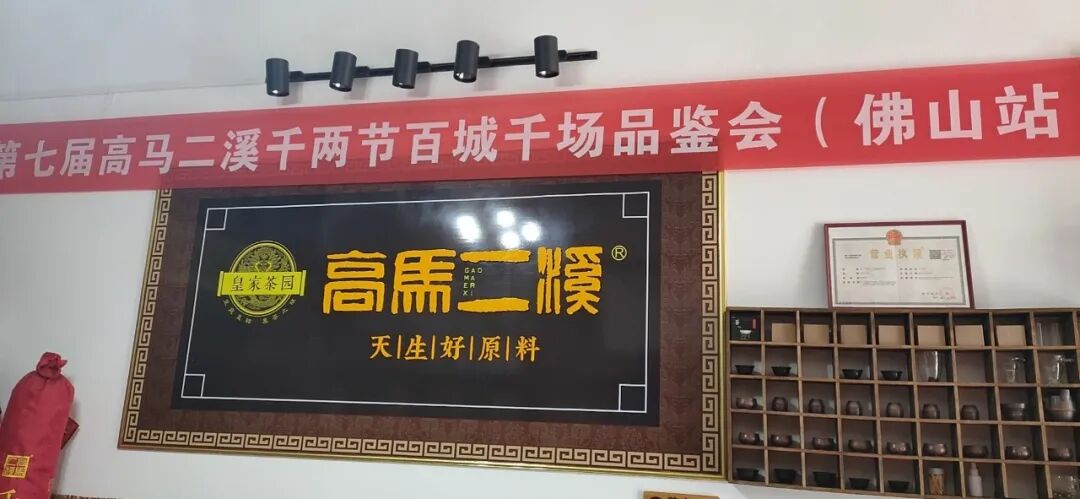 第七届高马二溪千两节百城千场品鉴会（佛山站
皇家茶园
高馬二溪®
GAO
MA
ER
XI
天|生|好|原|料
营业执照